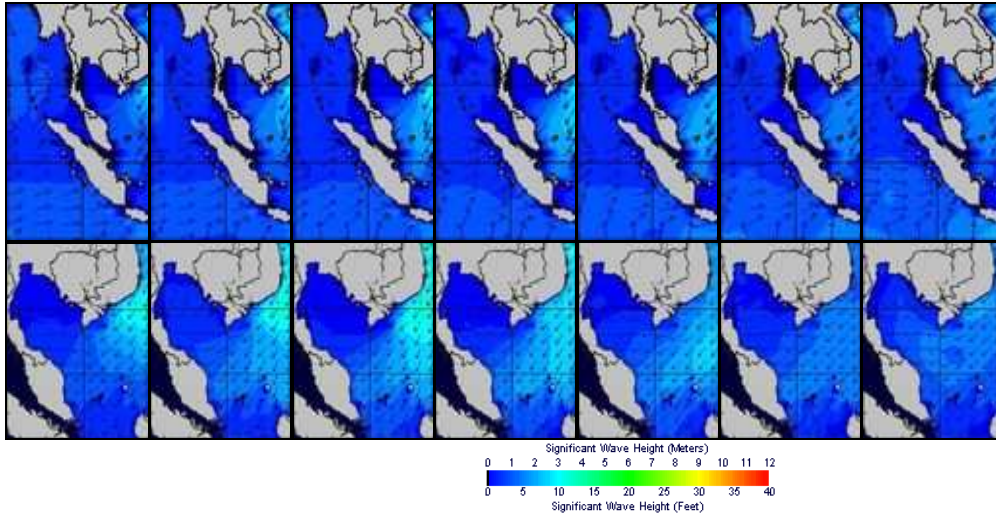 Significant Wave Height (Meters)
0 1 2 3 4 5 6 7 8 9 10 11 12
0 5 10 15 20 25 30 35 40
Significant Wave Height (Feet)